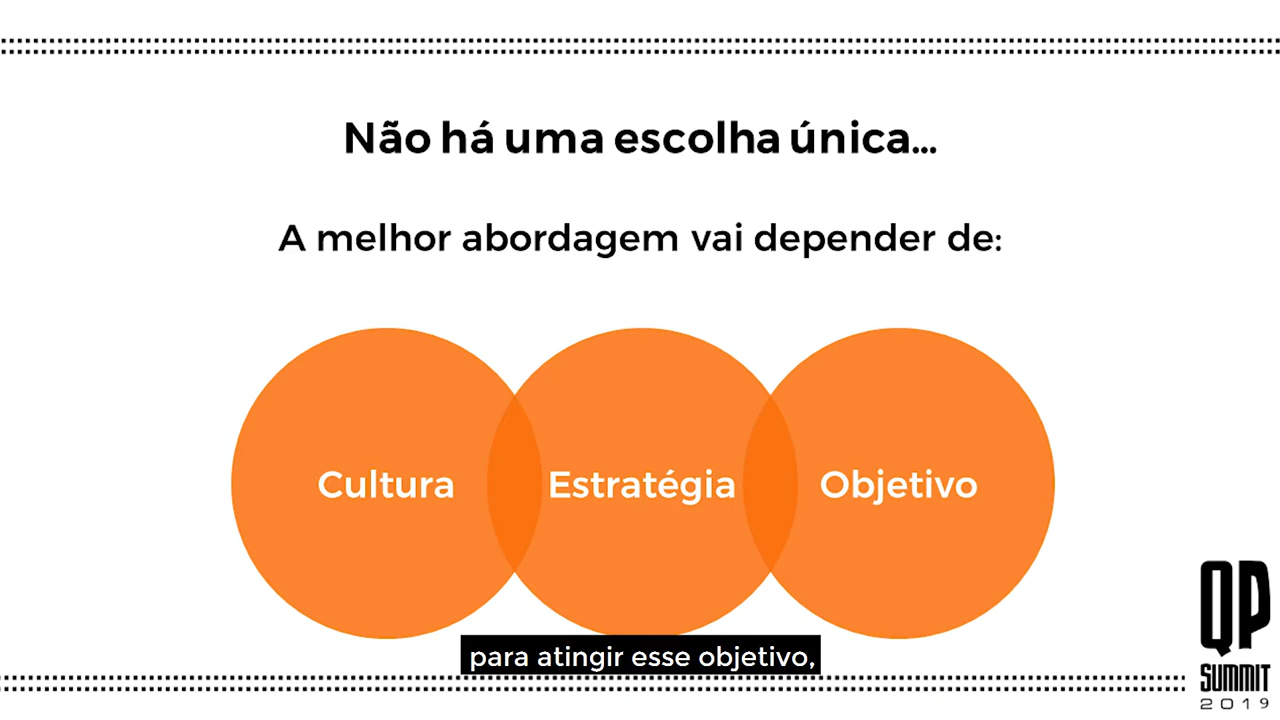 Não há uma escolha única...
A melhor abordagem vai depender de:
Cultura
Estratégia
Objetivo
para atingir esse objetivo,
QP
SUMMIT
2019